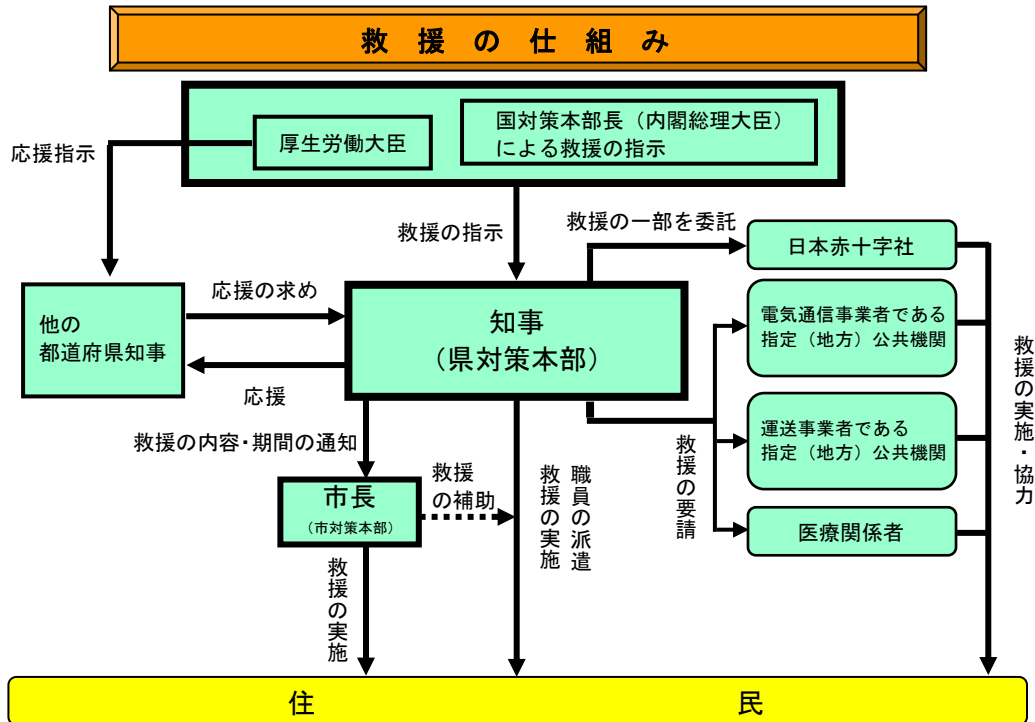 救援の仕組み
厚生労働大臣
国対策本部長（内閣総理大臣）
による救援の指示
応援指示
救援の指示
救援の一部を委託
日本赤十字社
他の
都道府県知事
応援の求め
応援
知事
（県対策本部）
電気通信事業者である
指定（地方）公共機関
運送事業者である
指定（地方）公共機関
医療関係者
救援の要請
救援の実施・協力
救援の内容・期間の通知
市長
（市対策本部）
救援
の補助
職員の派遣
救援の実施
救援の実施
住民